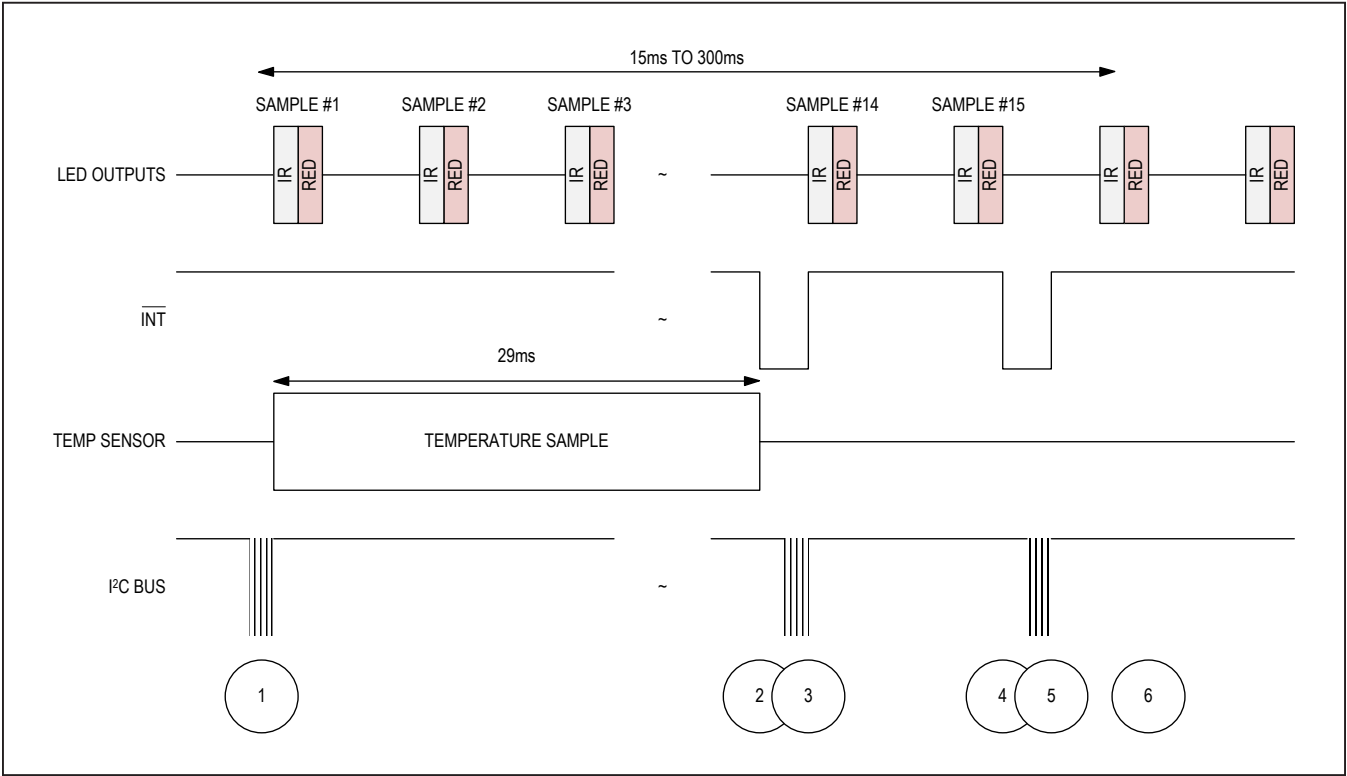 15ms TO 300ms
SAMPLE #1 SAMPLE #2 SAMPLE #3 SAMPLE #14 SAMPLE #15
LED OUTPUTS IR RED IR RED IR RED ~ IR RED IR RED IR RED IR RED
INT ~
29ms
TEMP SENSOR TEMPERATURE SAMPLE
I²C BUS ~
1 2 3 4 5 6